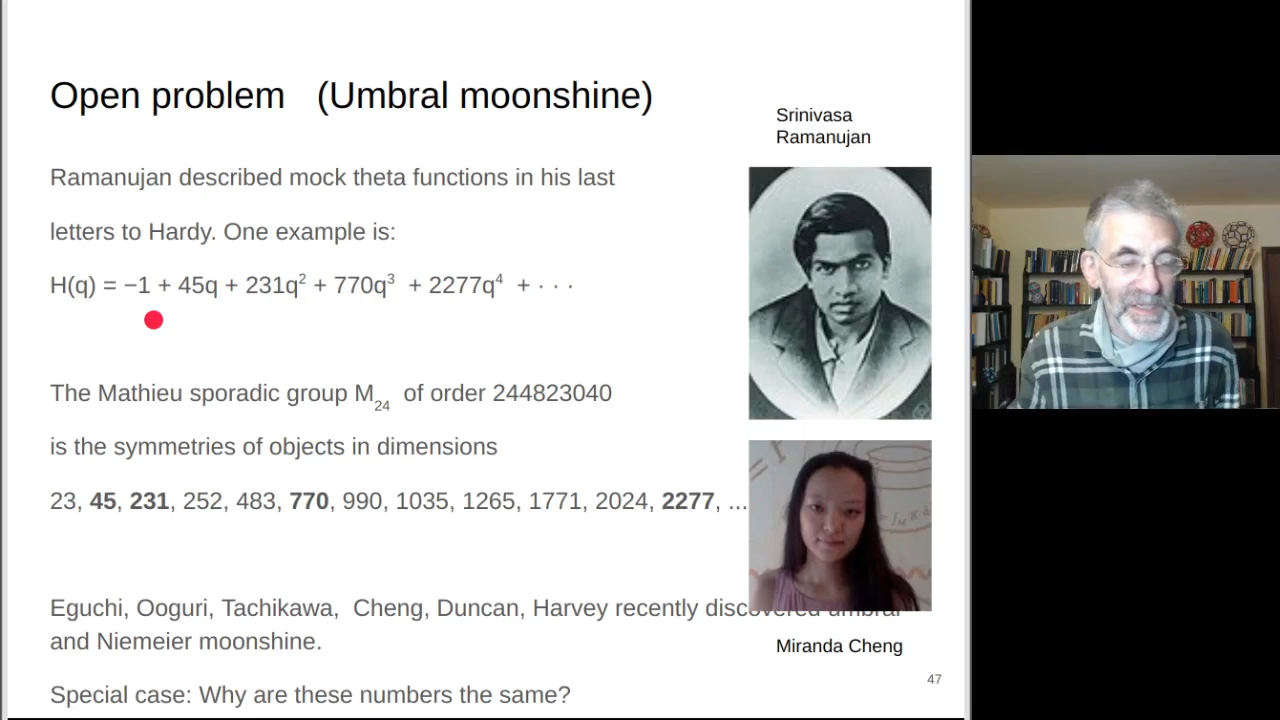 Open problem (Umbral moonshine)
Srinivasa
Ramanujan
Ramanujan described mock theta functions in his last
letters to Hardy. One example is:
H(q) = −1 + 45q + 231q² + 770q³ + 2277q⁴ + · · ·
The Mathieu sporadic group M₂₄ of order 244823040
is the symmetries of objects in dimensions
23, 45, 231, 252, 483, 770, 990, 1035, 1265, 1771, 2024, 2277, ...
Eguchi, Ooguri, Tachikawa, Cheng, Duncan, Harvey recently discovered umbral
and Niemeier moonshine.
Miranda Cheng
47
Special case: Why are these numbers the same?